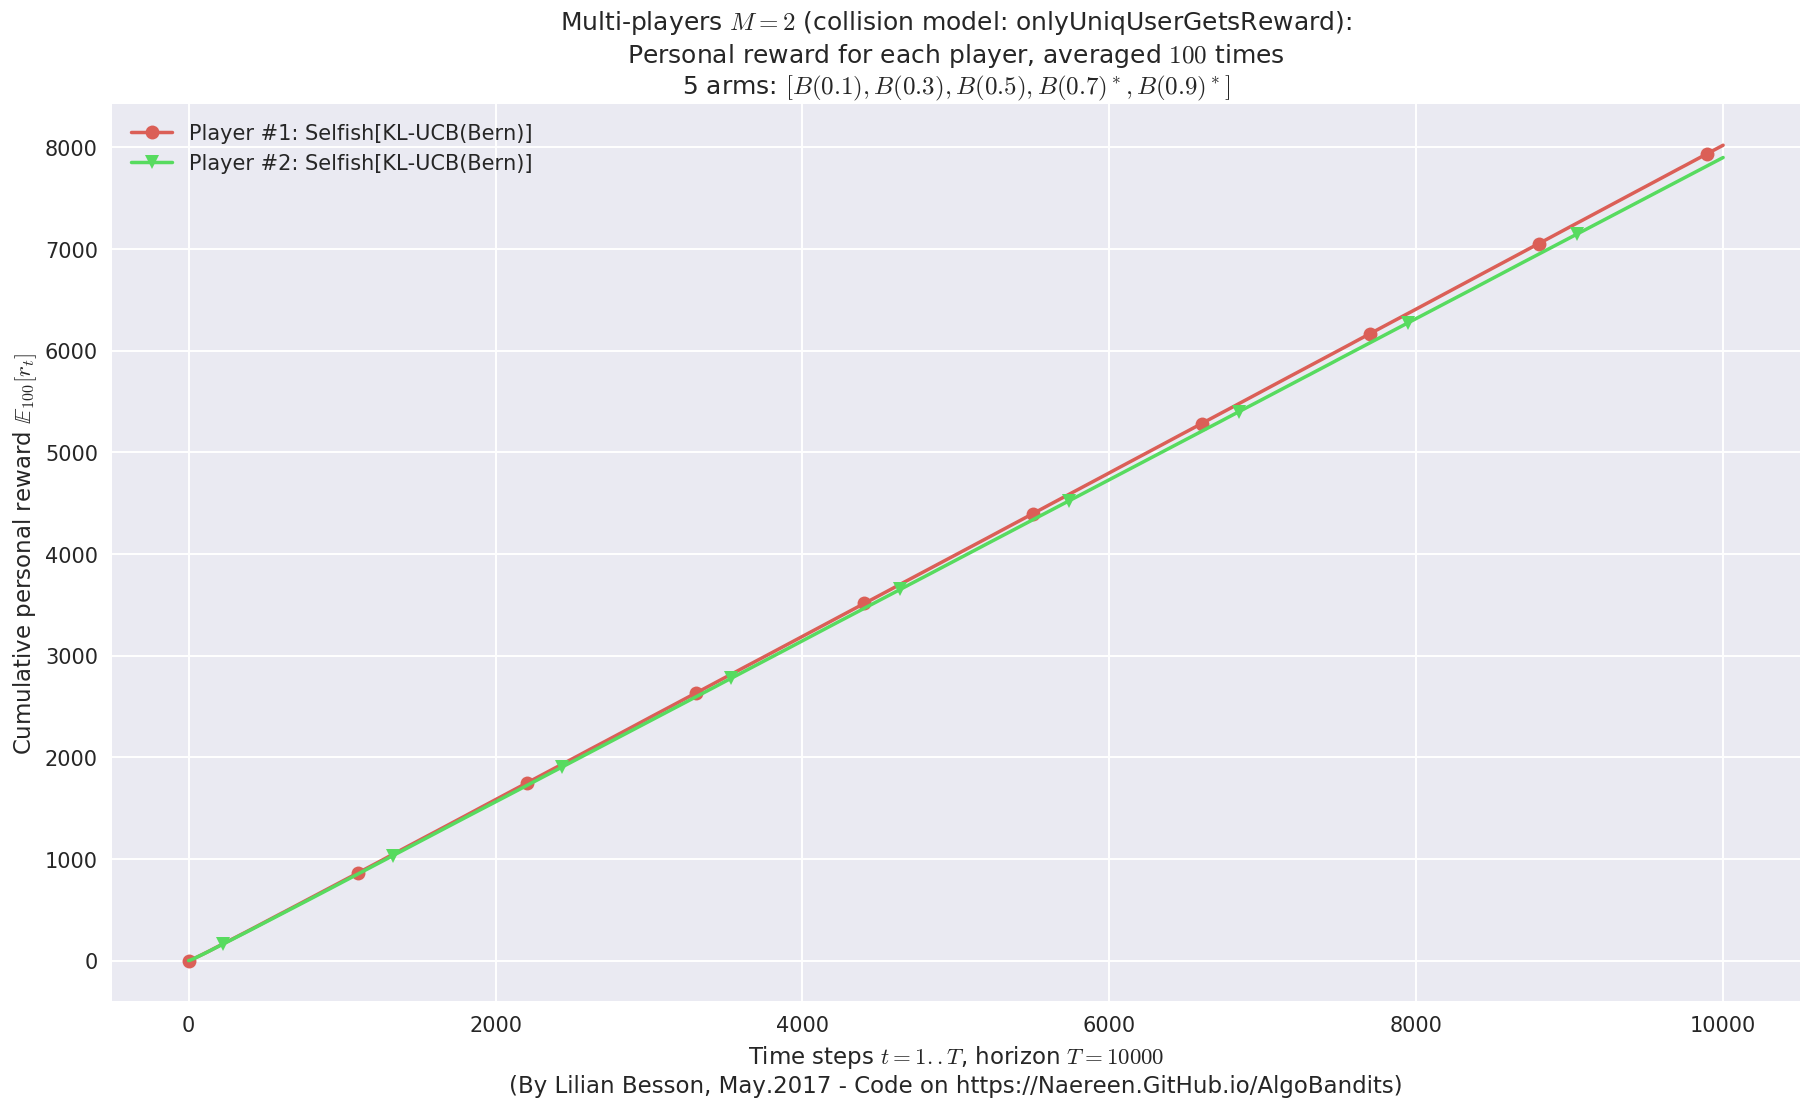 Multi-players M = 2 (collision model: onlyUniqUserGetsReward):
Personal reward for each player, averaged 100 times
5 arms: [B(0.1), B(0.3), B(0.5), B(0.7)*, B(0.9)*]
Player #1: Selfish[KL-UCB(Bern)]
Player #2: Selfish[KL-UCB(Bern)]
Cumulative personal reward 𝔼₁₀₀[rₜ]
8000
7000
6000
5000
4000
3000
2000
1000
0
0 2000 4000 6000 8000 10000
Time steps t = 1..T, horizon T = 10000
(By Lilian Besson, May.2017 - Code on https://Naereen.GitHub.io/AlgoBandits)